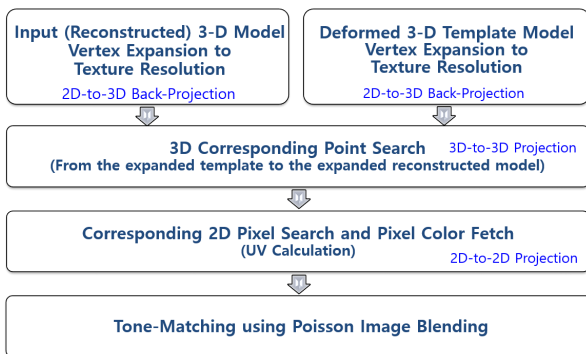 Input (Reconstructed) 3-D Model
Vertex Expansion to
Texture Resolution
2D-to-3D Back-Projection
Deformed 3-D Template Model
Vertex Expansion to
Texture Resolution
2D-to-3D Back-Projection
3D Corresponding Point Search
3D-to-3D Projection
(From the expanded template to the expanded reconstructed model)
Corresponding 2D Pixel Search and Pixel Color Fetch
(UV Calculation)
2D-to-2D Projection
Tone-Matching using Poisson Image Blending